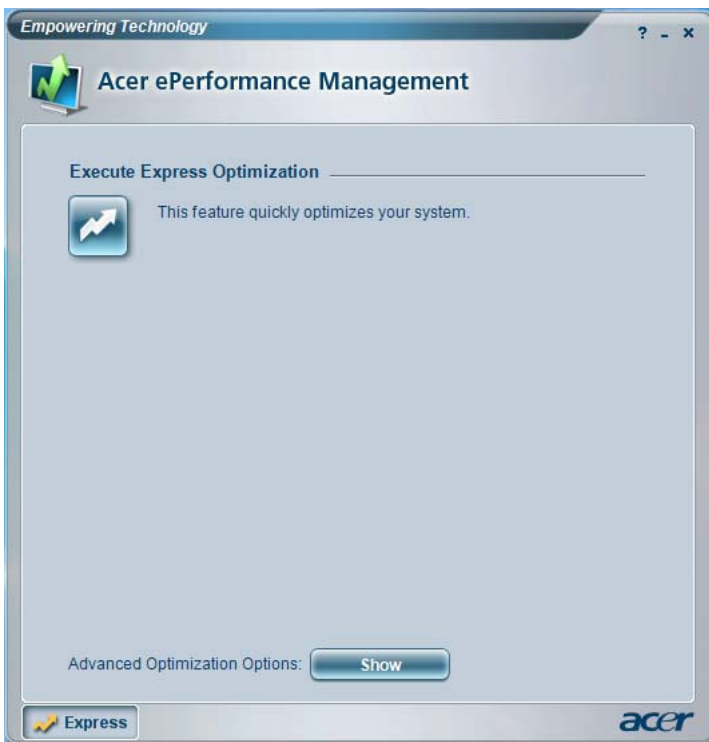 Empowering Technology
? - x
Acer ePerformance Management
Execute Express Optimization
This feature quickly optimizes your system.
Advanced Optimization Options: Show
Express
acer